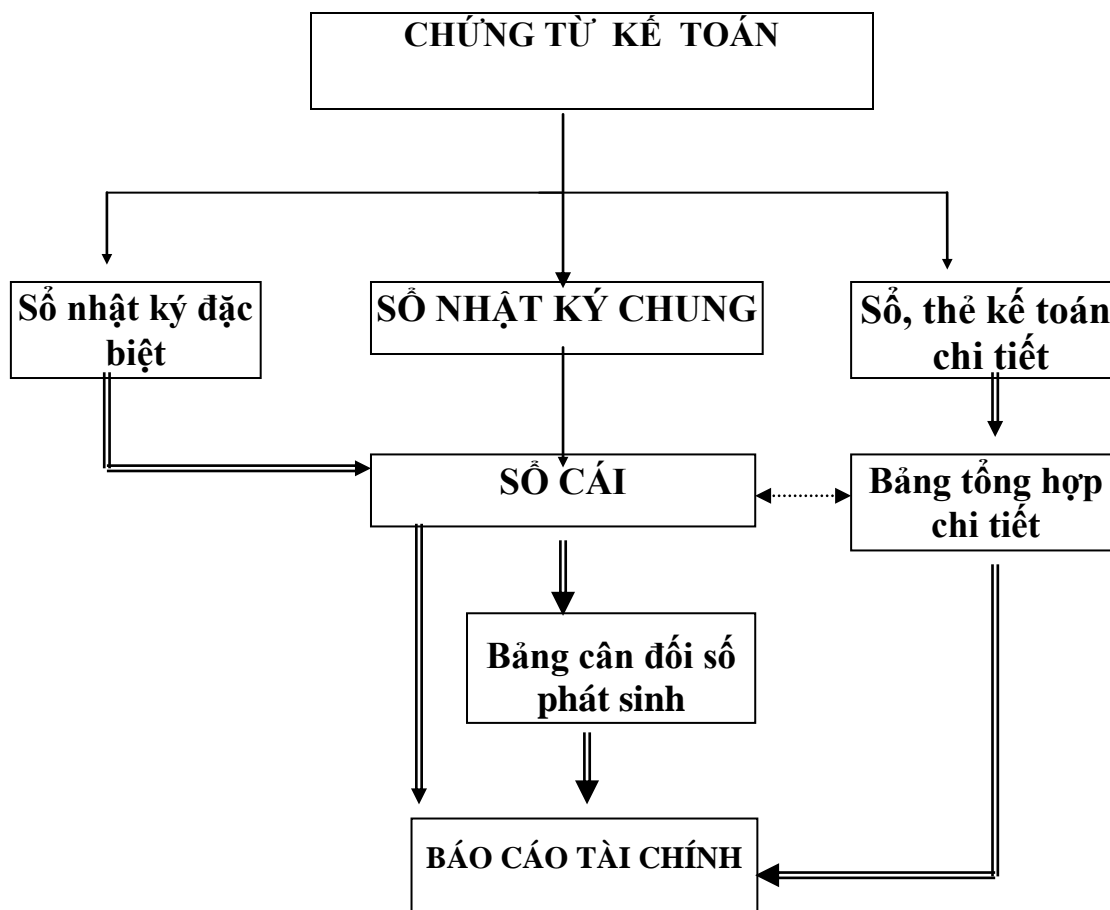 CHỨNG TỪ KẾ TOÁN
Sổ nhật ký đặc
biệt
SỔ NHẬT KÝ CHUNG
Sổ, thẻ kế toán
chi tiết
SỔ CÁI
Bảng tổng hợp
chi tiết
Bảng cân đối số
phát sinh
BÁO CÁO TÀI CHÍNH